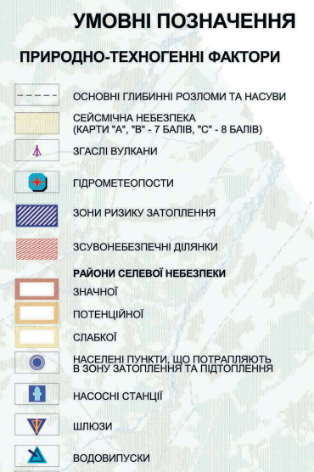 УМОВНІ ПОЗНАЧЕННЯ
ПРИРОДНО-ТЕХНОГЕННІ ФАКТОРИ
ОСНОВНІ ГЛИБИННІ РОЗЛОМИ ТА НАСУВИ
СЕЙСМІЧНА НЕБЕЗПЕКА
(КАРТИ "А", "В" - 7 БАЛІВ, "С" - 8 БАЛІВ)
ЗГАСЛІ ВУЛКАНИ
ГІДРОМЕТЕОПОСТИ
ЗОНИ РИЗИКУ ЗАТОПЛЕННЯ
ЗСУВОНЕБЕЗПЕЧНІ ДІЛЯНКИ
РАЙОНИ СЕЛЕВОЇ НЕБЕЗПЕКИ
ЗНАЧНОЇ
ПОТЕНЦІЙНОЇ
СЛАБКОЇ
НАСЕЛЕНІ ПУНКТИ, ЩО ПОТРАПЛЯЮТЬ
В ЗОНУ ЗАТОПЛЕННЯ ТА ПІДТОПЛЕННЯ
НАСОСНІ СТАНЦІЇ
ШЛЮЗИ
ВОДОВИПУСКИ